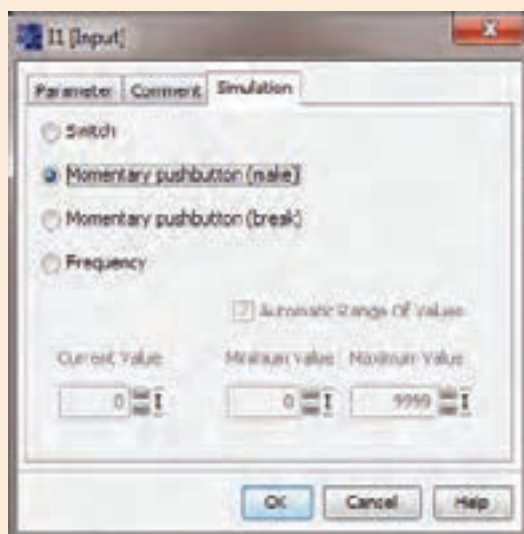 I1 [Input]
Parameter Comment Simulation
Switch
Momentary pushbutton (make)
Momentary pushbutton (break)
Frequency
Automatic Range Of Values
Current Value Minimum Value Maximum Value
0 0 9999
OK Cancel Help